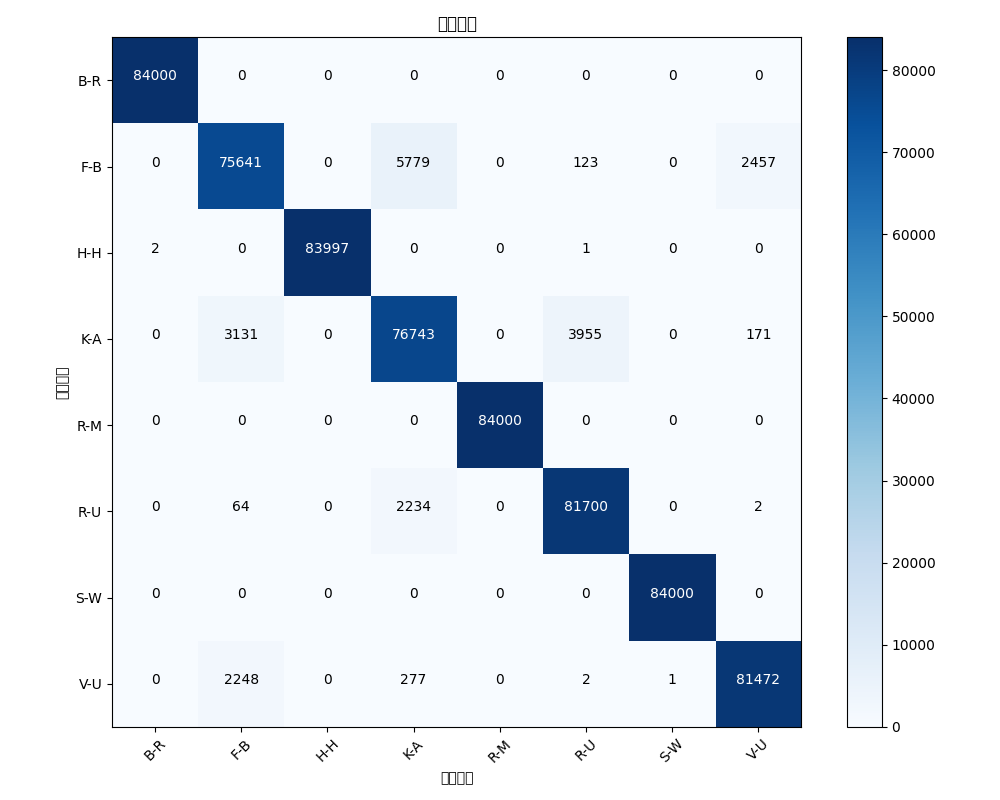 B-R 84000 0 0 0 0 0 0 0
F-B 0 75641 0 5779 0 123 0 2457
H-H 2 0 83997 0 0 1 0 0
K-A 0 3131 0 76743 0 3955 0 171
R-M 0 0 0 0 84000 0 0 0
R-U 0 64 0 2234 0 81700 0 2
S-W 0 0 0 0 0 0 84000 0
V-U 0 2248 0 277 0 2 1 81472
B-R F-B H-H K-A R-M R-U S-W V-U
80000
70000
60000
50000
40000
30000
20000
10000
0